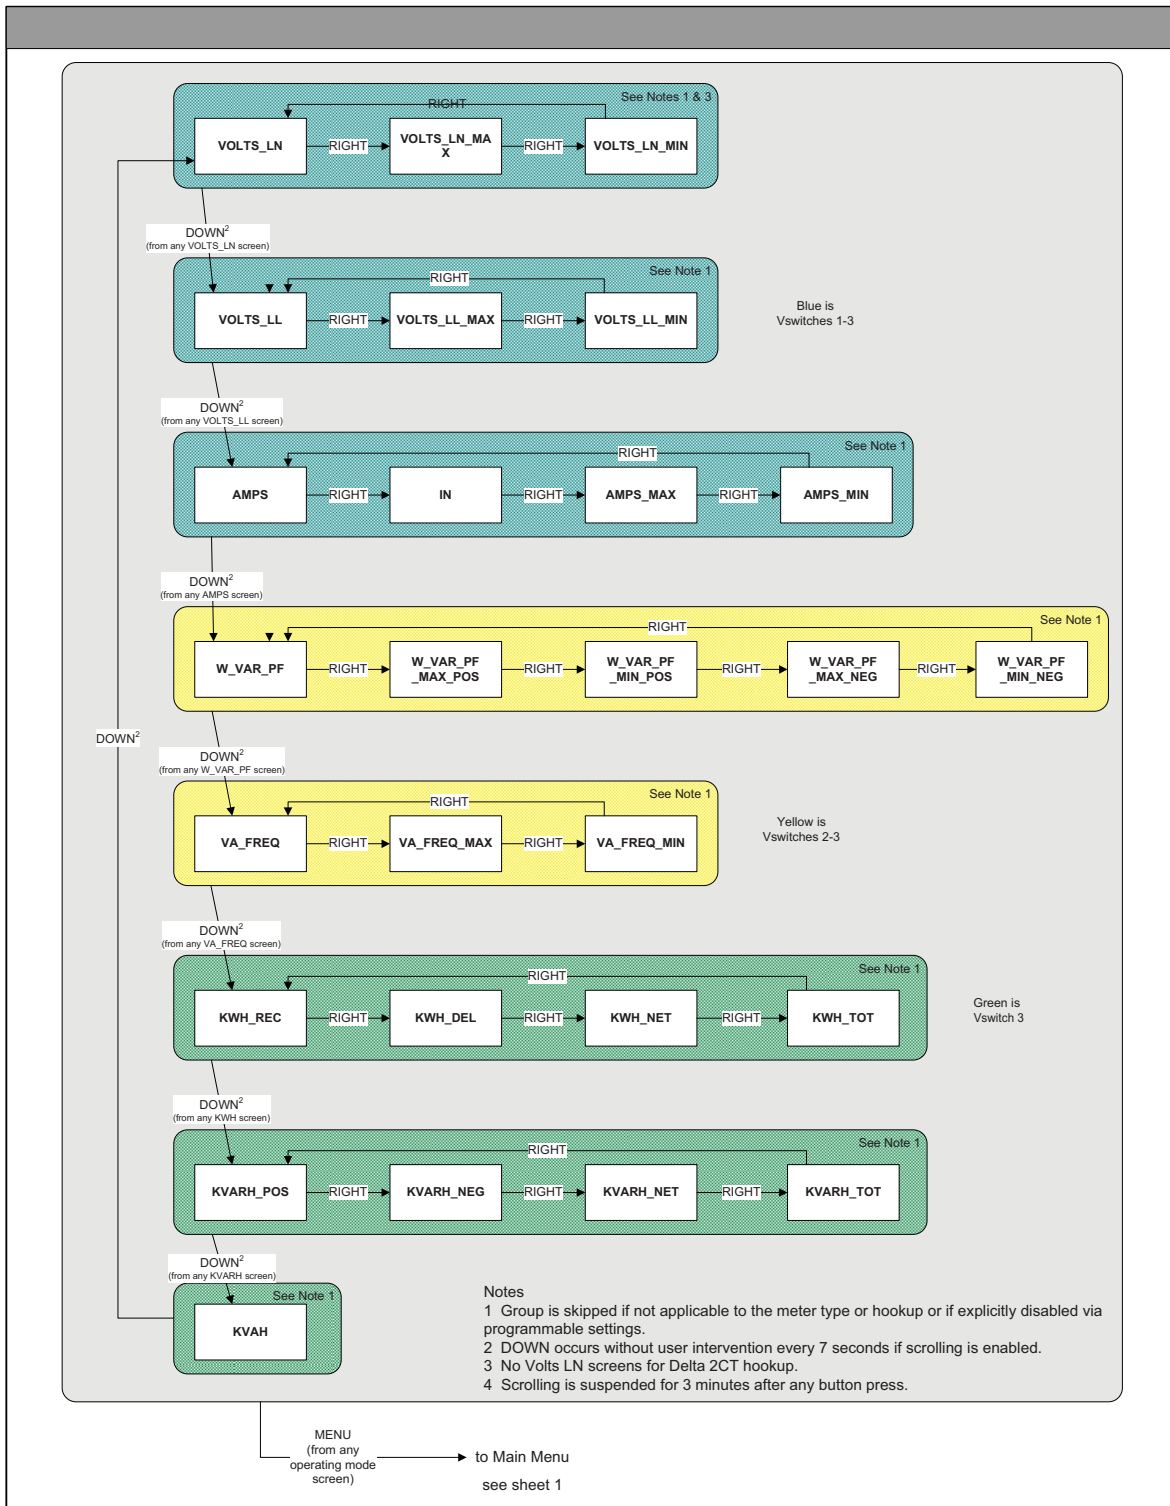 See Notes 1 & 3
RIGHT
VOLTS_LN
RIGHT
VOLTS_LN_MA
X
RIGHT
VOLTS_LN_MIN
DOWN2
(from any VOLTS_LN screen)
See Note 1
RIGHT
VOLTS_LL
RIGHT
VOLTS_LL_MAX
RIGHT
VOLTS_LL_MIN
Blue is
Vswitches 1-3
DOWN2
(from any VOLTS_LL screen)
See Note 1
RIGHT
AMPS
RIGHT
IN
RIGHT
AMPS_MAX
RIGHT
AMPS_MIN
DOWN2
(from any AMPS screen)
See Note 1
RIGHT
W_VAR_PF
RIGHT
W_VAR_PF
_MAX_POS
RIGHT
W_VAR_PF
_MIN_POS
RIGHT
W_VAR_PF
_MAX_NEG
RIGHT
W_VAR_PF
_MIN_NEG
DOWN2
DOWN2
(from any W_VAR_PF screen)
See Note 1
RIGHT
VA_FREQ
RIGHT
VA_FREQ_MAX
RIGHT
VA_FREQ_MIN
Yellow is
Vswitches 2-3
DOWN2
(from any VA_FREQ screen)
See Note 1
RIGHT
KWH_REC
RIGHT
KWH_DEL
RIGHT
KWH_NET
RIGHT
KWH_TOT
Green is
Vswitch 3
DOWN2
(from any KWH screen)
See Note 1
RIGHT
KVARH_POS
RIGHT
KVARH_NEG
RIGHT
KVARH_NET
RIGHT
KVARH_TOT
DOWN2
(from any KVARH screen)
See Note 1
KVAH
Notes
1 Group is skipped if not applicable to the meter type or hookup or if explicitly disabled via
programmable settings.
2 DOWN occurs without user intervention every 7 seconds if scrolling is enabled.
3 No Volts LN screens for Delta 2CT hookup.
4 Scrolling is suspended for 3 minutes after any button press.
MENU
(from any
operating mode
screen)
to Main Menu
see sheet 1